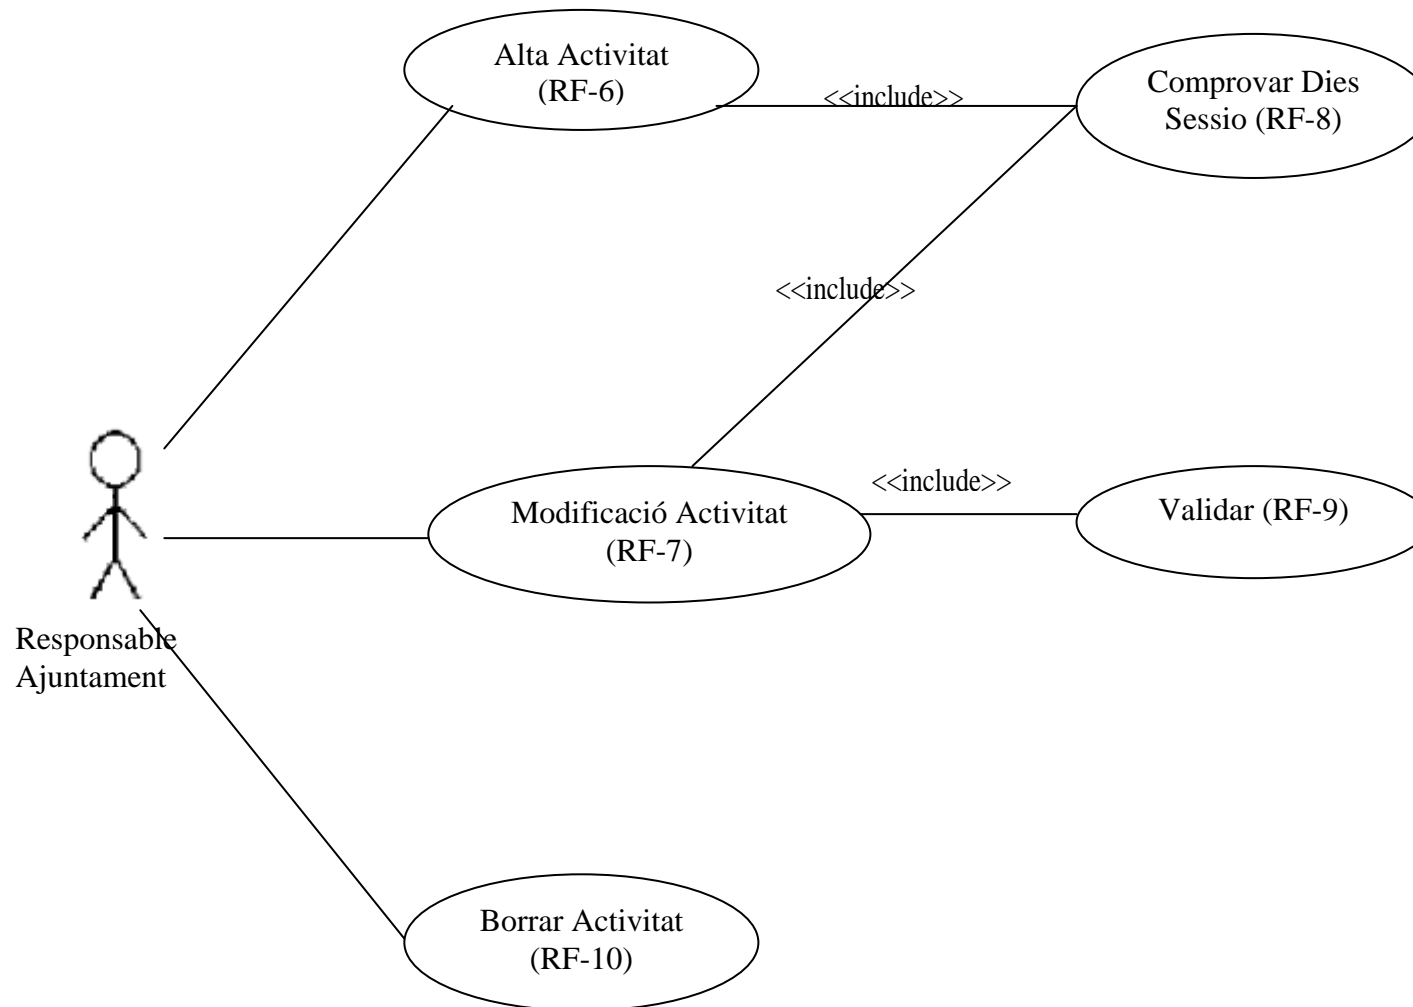 Alta Activitat
(RF-6)
<<include>>
Comprovar Dies
Sessio (RF-8)
<<include>>
Modificació Activitat
(RF-7)
<<include>>
Validar (RF-9)
Responsable
Ajuntament
Borrar Activitat
(RF-10)